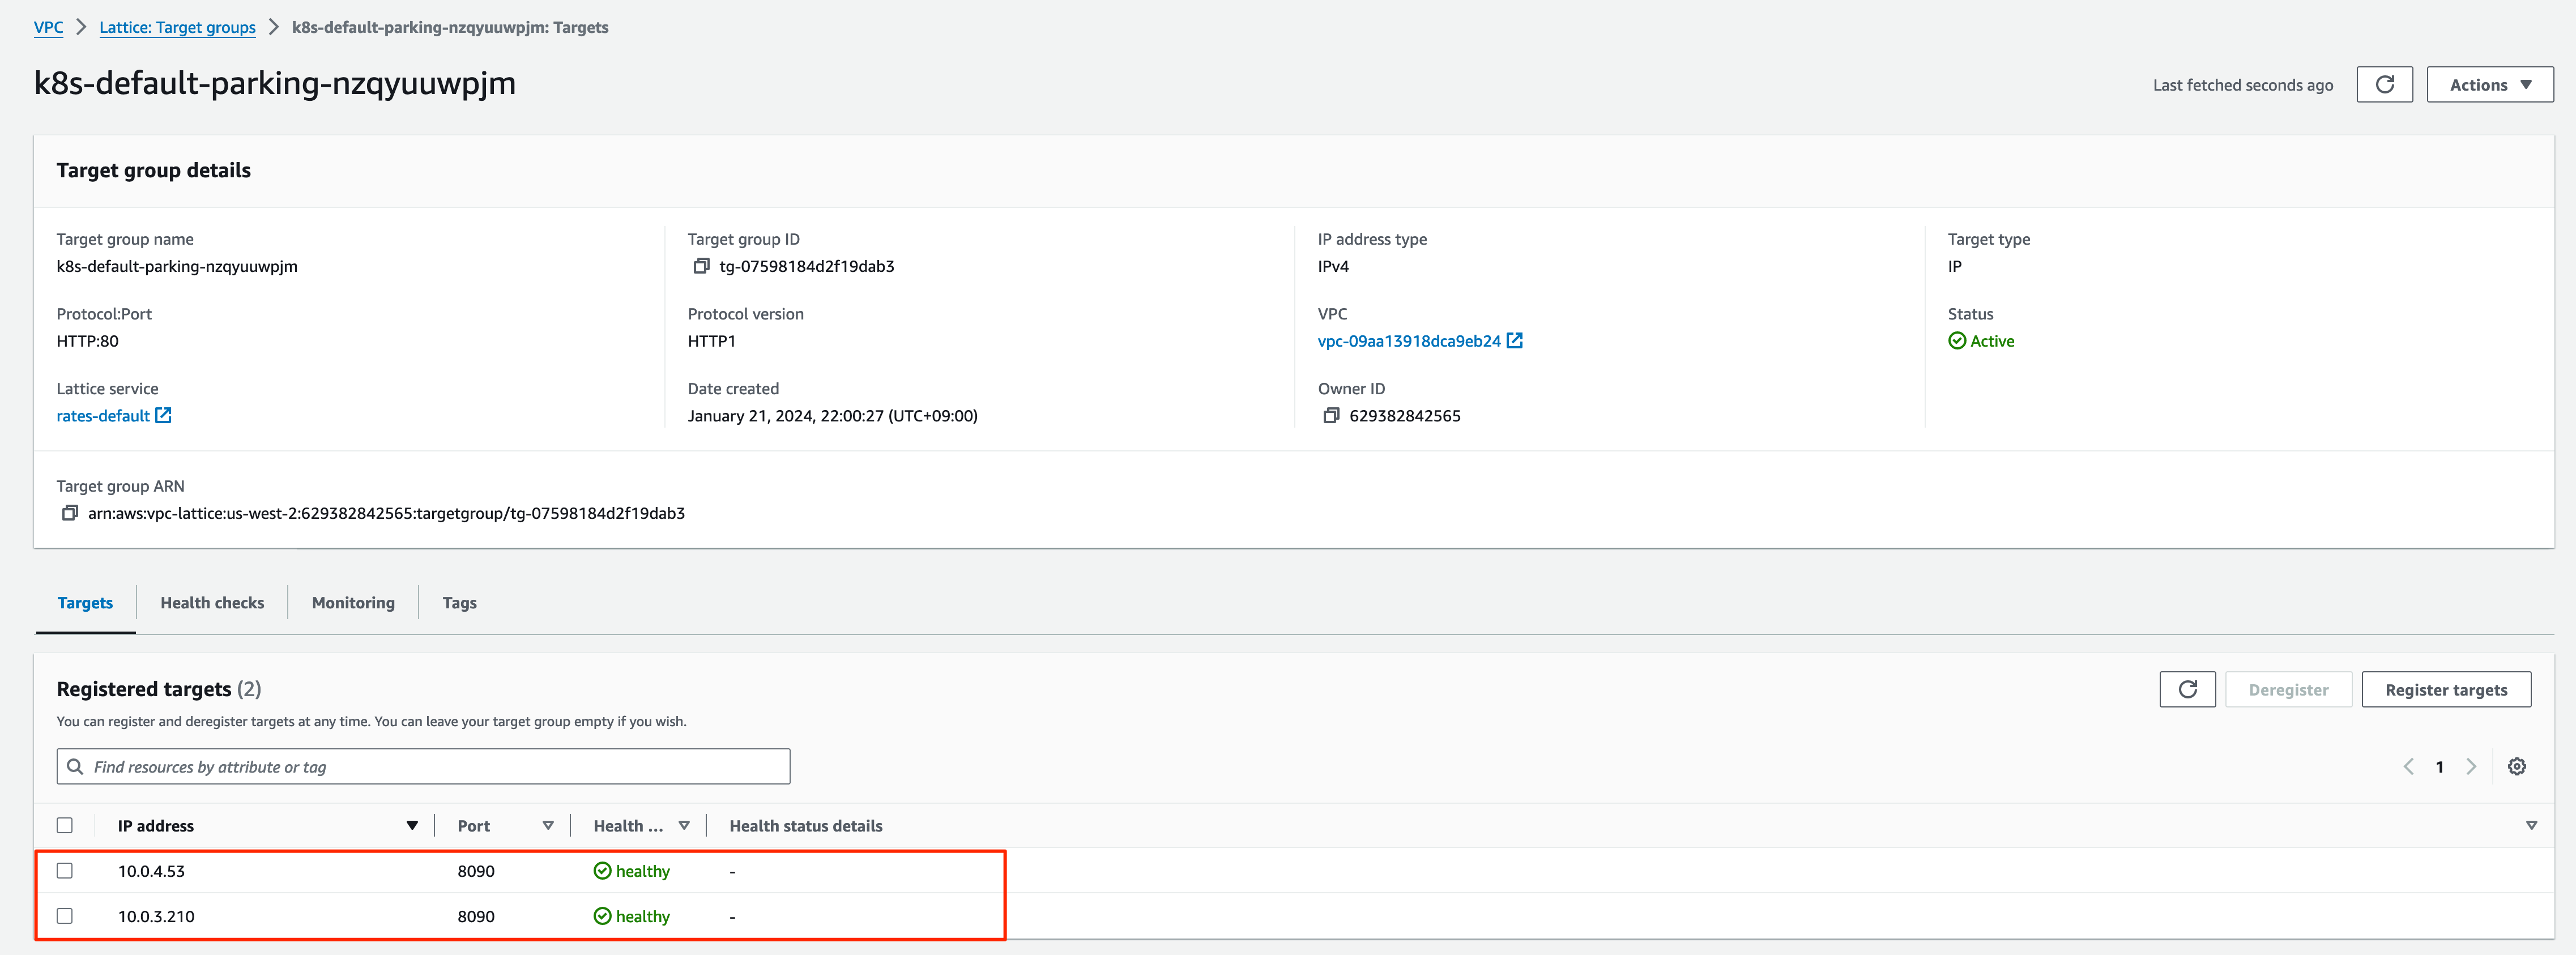 VPC > Lattice: Target groups > k8s-default-parking-nzqyuuwpjm: Targets
k8s-default-parking-nzqyuuwpjm
Last fetched seconds ago
Actions
Target group details
Target group name
k8s-default-parking-nzqyuuwpjm
Target group ID
tg-07598184d2f19dab3
IP address type
IPv4
Target type
IP
Protocol:Port
HTTP:80
Protocol version
HTTP1
VPC
vpc-09aa13918dca9eb24
Status
Active
Lattice service
rates-default
Date created
January 21, 2024, 22:00:27 (UTC+09:00)
Owner ID
629382842565
Target group ARN
arn:aws:vpc-lattice:us-west-2:629382842565:targetgroup/tg-07598184d2f19dab3
Targets
Health checks
Monitoring
Tags
Registered targets (2)
Deregister
Register targets
You can register and deregister targets at any time. You can leave your target group empty if you wish.
Find resources by attribute or tag
1
IP address Port Health ... Health status details
10.0.4.53 8090 healthy -
10.0.3.210 8090 healthy -